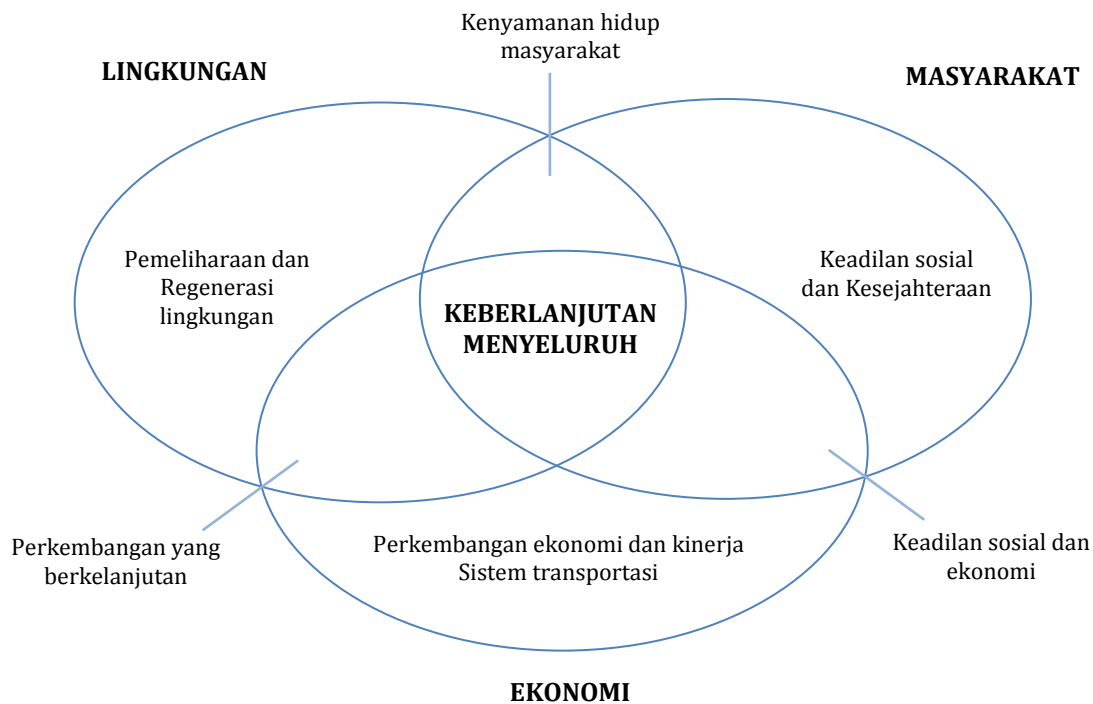 Kenyamanan hidup
masyarakat
LINGKUNGAN
MASYARAKAT
Pemeliharaan dan
Regenerasi
lingkungan
Keadilan sosial
dan Kesejahteraan
KEBERLANJUTAN
MENYELURUH
Perkembangan yang
berkelanjutan
Perkembangan ekonomi dan kinerja
Sistem transportasi
Keadilan sosial dan
ekonomi
EKONOMI